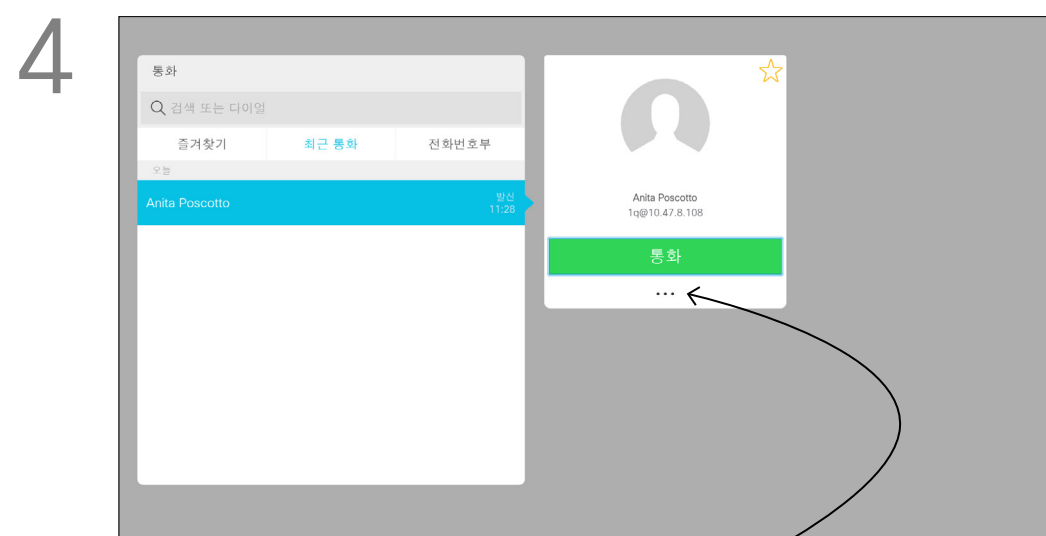 4
통화
검색 또는 다이얼
즐겨찾기 최근 통화 전화번호부
오늘
Anita Poscotto 발신
11:28
Anita Poscotto
1q@10.47.8.108
통화
...